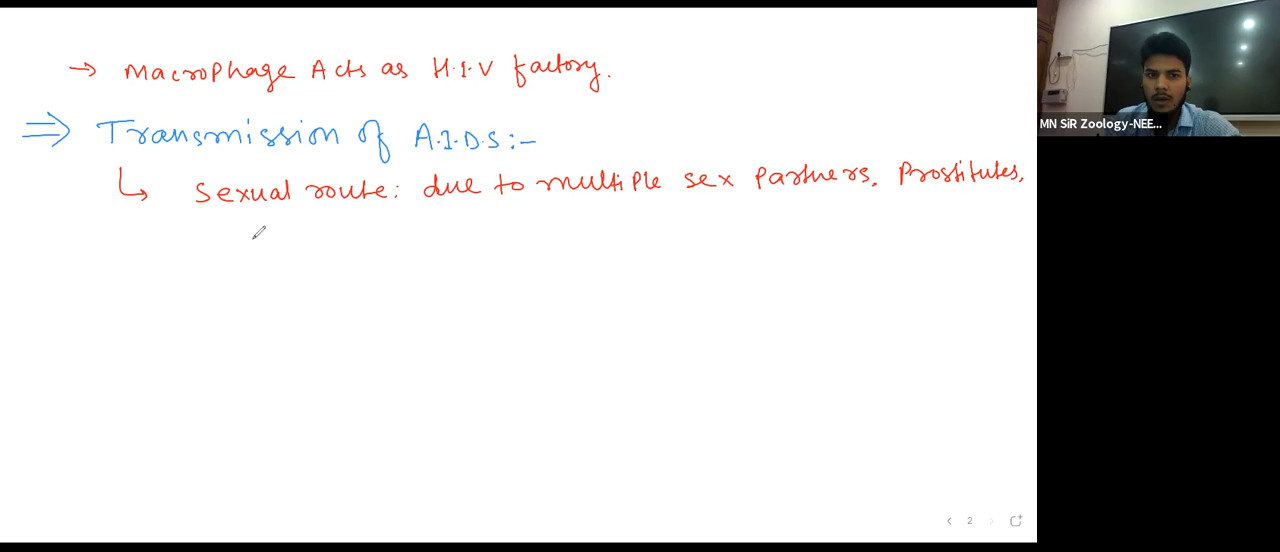 → Macrophage Acts as H.I.V factory.
⇒ Transmission of A.I.D.S :-
↳ Sexual route: due to multiple sex Partners, Prostitutes,
MN SiR Zoology-NEE...
2